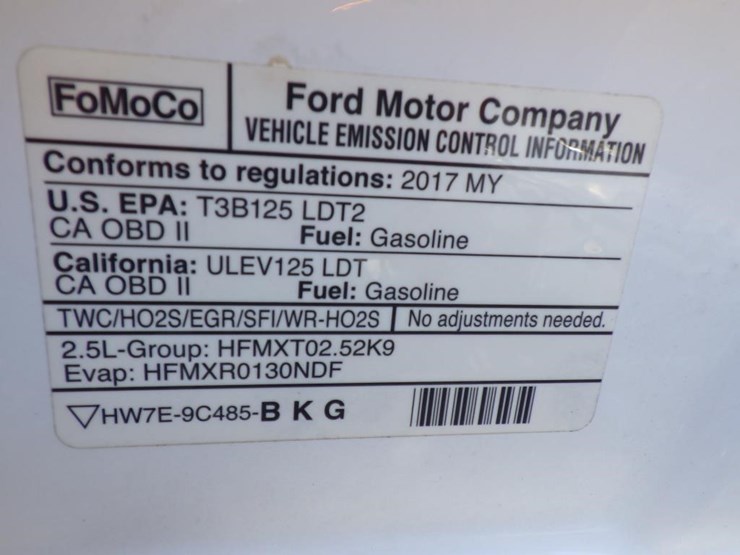 FoMoCo
Ford Motor Company
VEHICLE EMISSION CONTROL INFORMATION
Conforms to regulations: 2017 MY
U.S. EPA: T3B125 LDT2
CA OBD II Fuel: Gasoline
California: ULEV125 LDT
CA OBD II Fuel: Gasoline
TWC/HO2S/EGR/SFI/WR-HO2S No adjustments needed.
2.5L-Group: HFMXT02.52K9
Evap: HFMXR0130NDF
HW7E-9C485-B K G